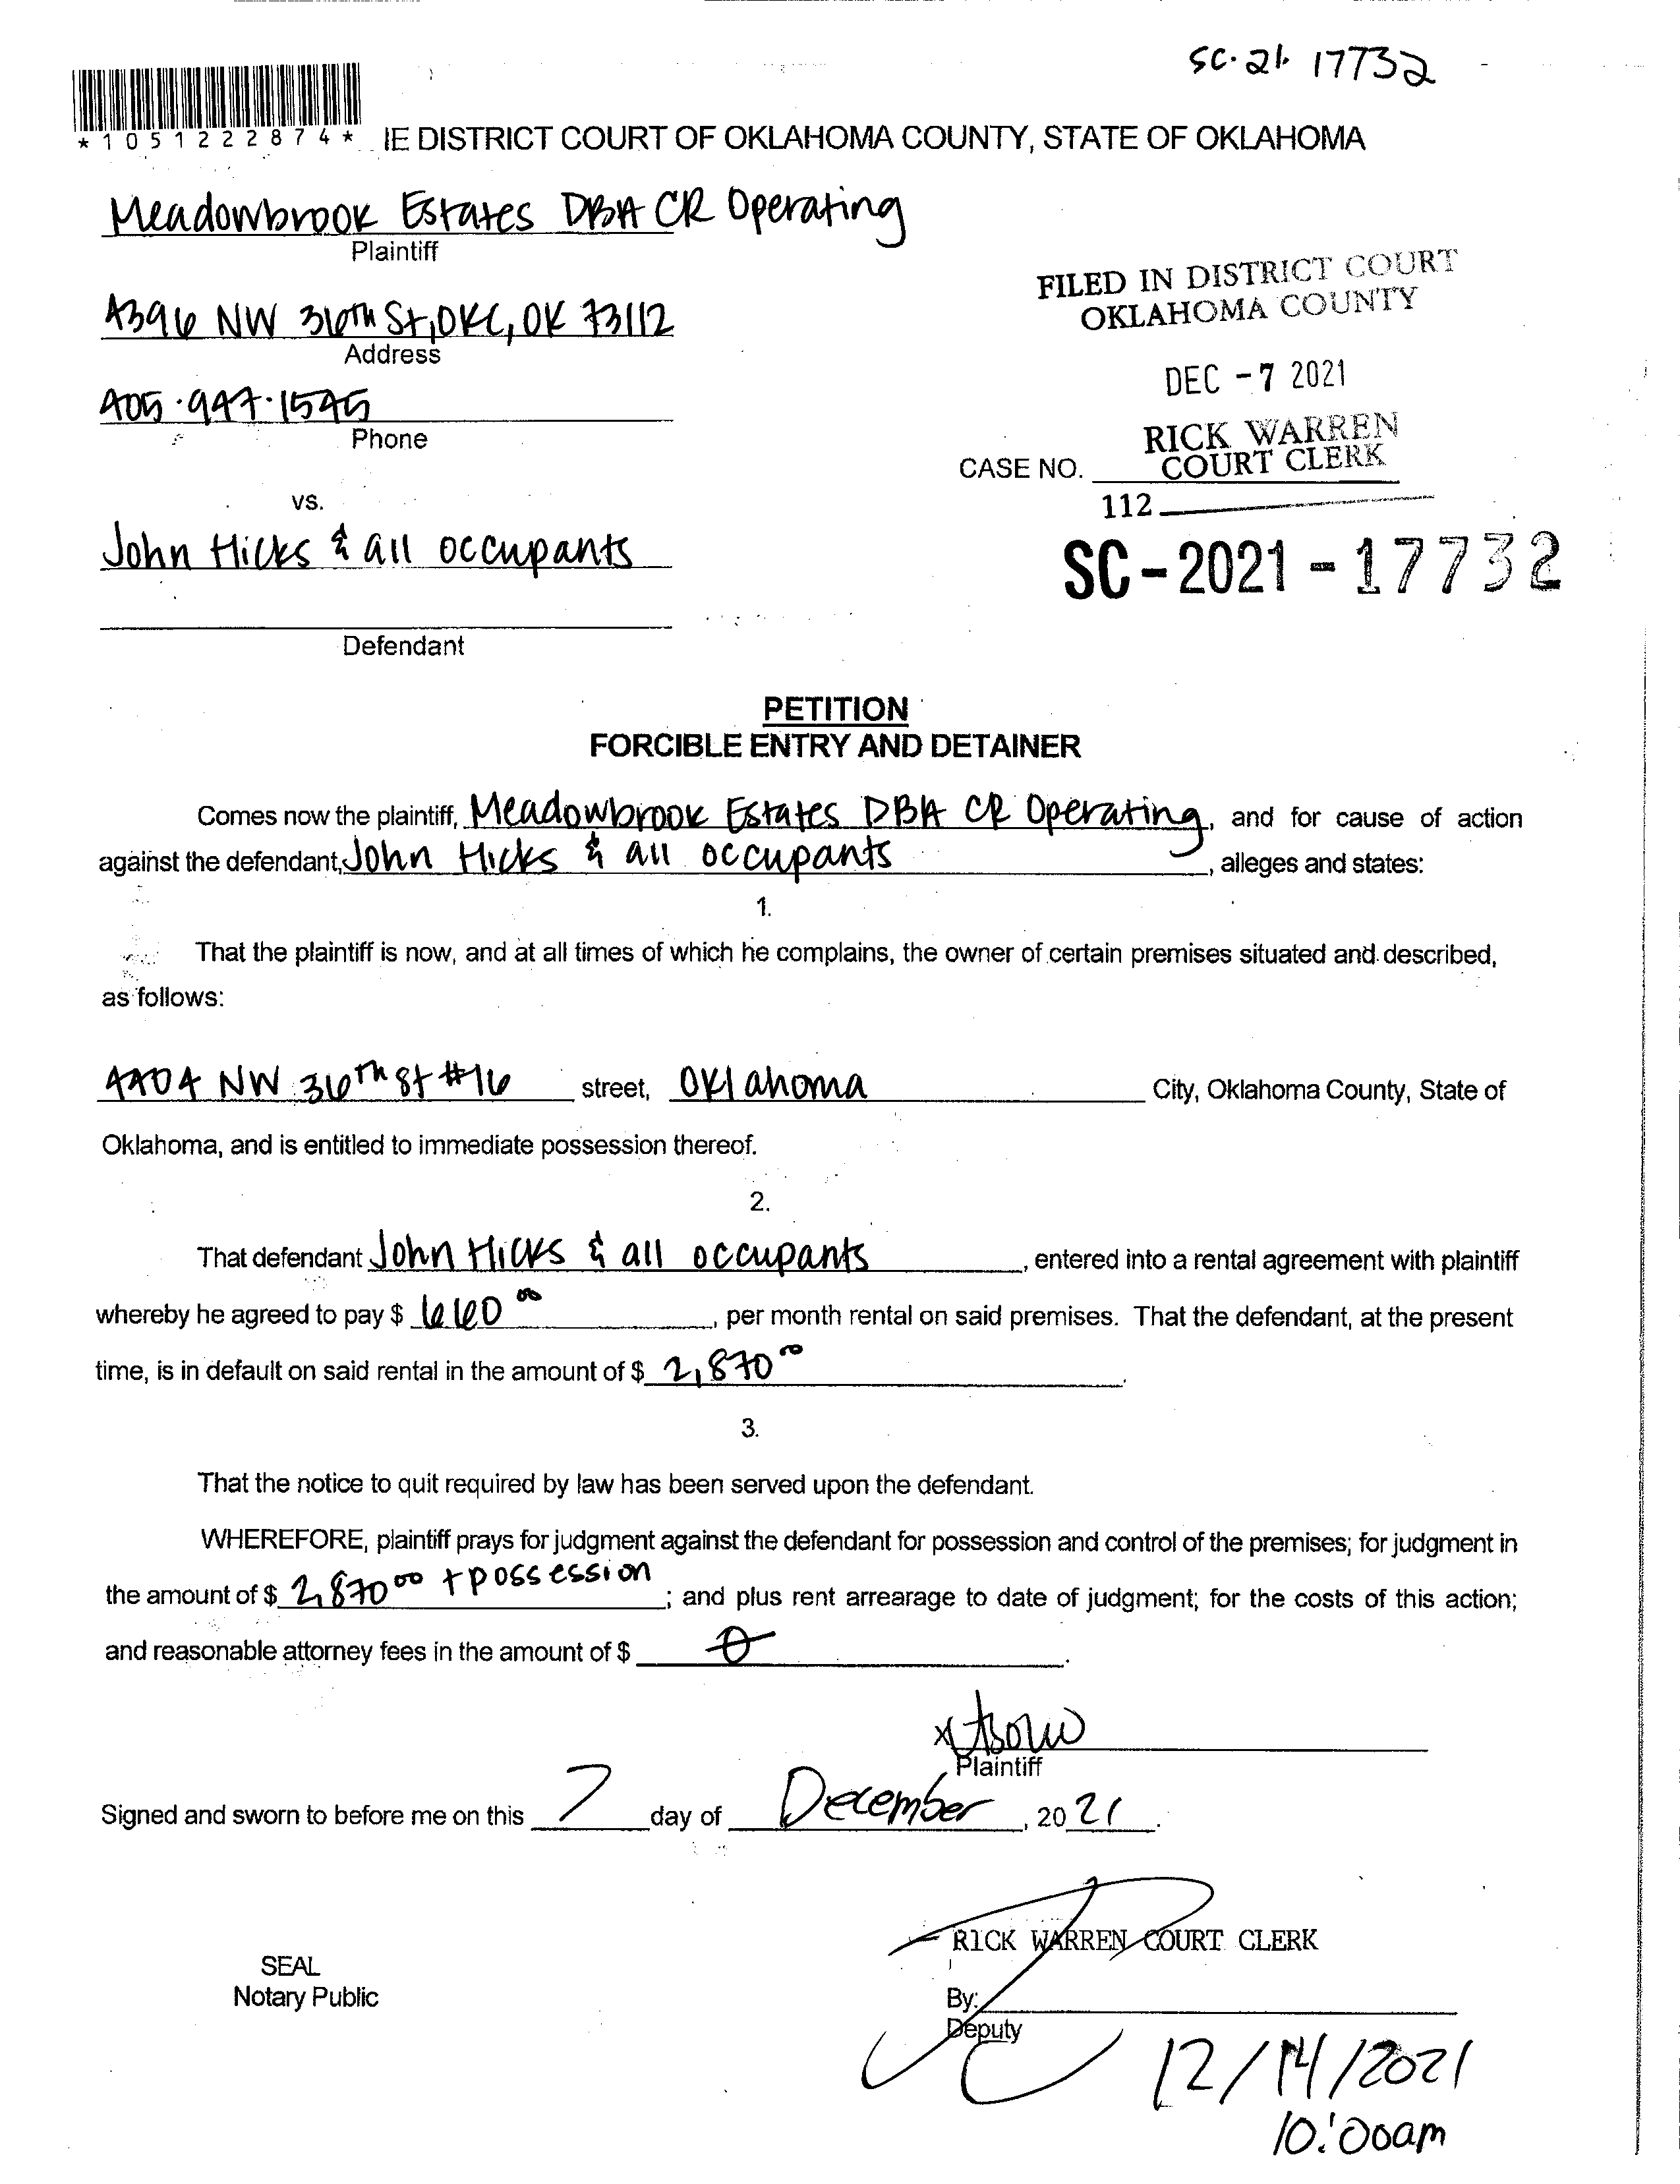 SC-21-17732
*1051222874*
IE DISTRICT COURT OF OKLAHOMA COUNTY, STATE OF OKLAHOMA
Meadowbrook Estates DBA CR Operating
Plaintiff
4396 NW 36th St, OKC, OK 73112
Address
405-947-1545
Phone
vs.
John Hicks & all occupants
Defendant
FILED IN DISTRICT COURT
OKLAHOMA COUNTY
DEC -7 2021
RICK WARREN
COURT CLERK
CASE NO.
112
SC-2021-17732
PETITION
FORCIBLE ENTRY AND DETAINER
Comes now the plaintiff, Meadowbrook Estates DBA CR Operating, and for cause of action
against the defendant, John Hicks & all occupants, alleges and states:
1.
That the plaintiff is now, and at all times of which he complains, the owner of certain premises situated and described,
as follows:
4404 NW 36th St #16 street, Oklahoma City, Oklahoma County, State of
Oklahoma, and is entitled to immediate possession thereof.
2.
That defendant John Hicks & all occupants, entered into a rental agreement with plaintiff
whereby he agreed to pay $ 660 00, per month rental on said premises. That the defendant, at the present
time, is in default on said rental in the amount of $ 2,870 00.
3.
That the notice to quit required by law has been served upon the defendant.
WHEREFORE, plaintiff prays for judgment against the defendant for possession and control of the premises; for judgment in
the amount of $ 2,870 00 + possession; and plus rent arrearage to date of judgment; for the costs of this action;
and reasonable attorney fees in the amount of $ 0.
x
Plaintiff
Signed and sworn to before me on this 7 day of December, 2021.
RICK WARREN COURT CLERK
SEAL
Notary Public
By:
Deputy
12/14/2021
10:00am